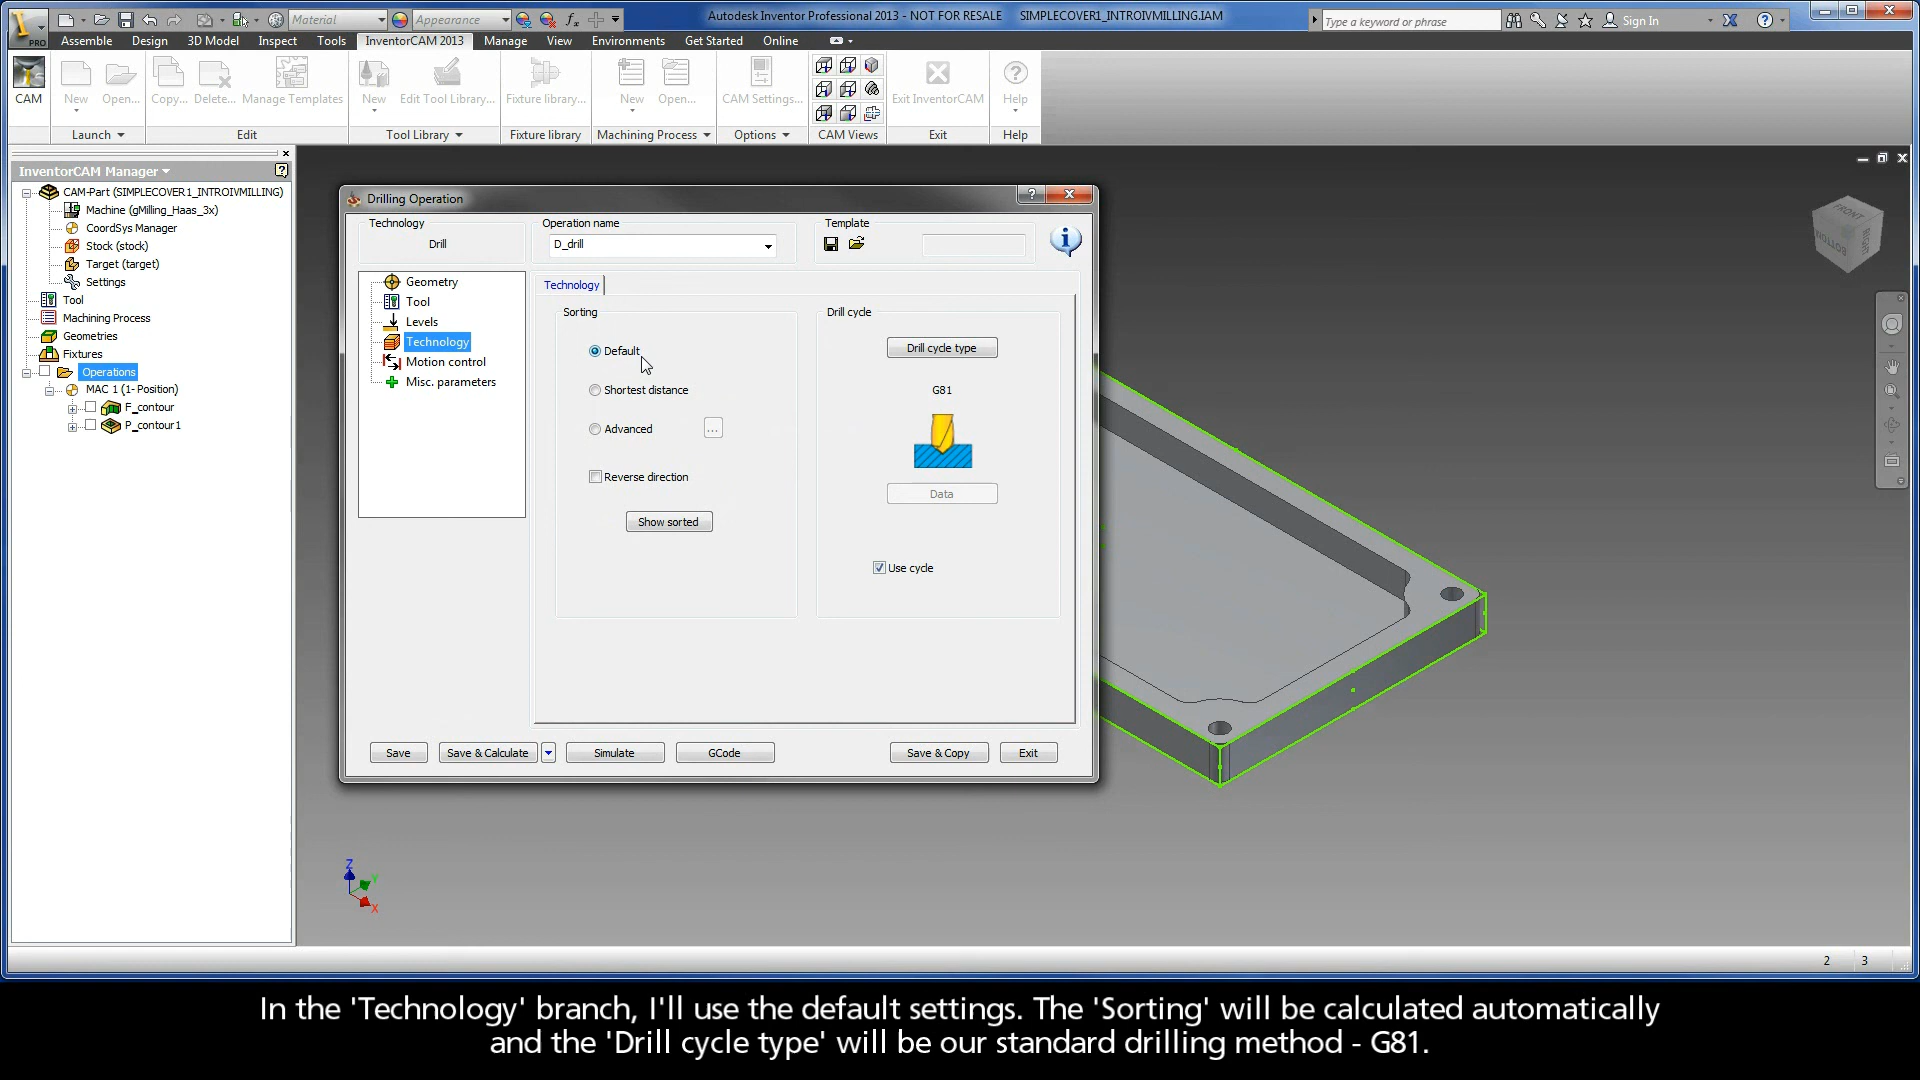 Material
Appearance
Autodesk Inventor Professional 2013 - NOT FOR RESALE SIMPLECOVER1_INTROIVMILLING.IAM
Type a keyword or phrase
Sign In
PRO
Assemble Design 3D Model Inspect Tools InventorCAM 2013 Manage View Environments Get Started Online
CAM New Open... Copy... Delete... Manage Templates New Edit Tool Library... Fixture library... New Open... CAM Settings... Exit InventorCAM Help
Launch Edit Tool Library Fixture library Machining Process Options CAM Views Exit Help
InventorCAM Manager
CAM-Part (SIMPLECOVER1_INTROIVMILLING)
Machine (gMilling_Haas_3x)
CoordSys Manager
Stock (stock)
Target (target)
Settings
Tool
Machining Process
Geometries
Fixtures
Operations
MAC 1 (1- Position)
F_contour
P_contour1
Drilling Operation
Technology
Drill
Operation name
D_drill
Template
Geometry
Tool
Levels
Technology
Motion control
Misc. parameters
Technology
Sorting
Default
Shortest distance
Advanced
...
Reverse direction
Show sorted
Drill cycle
Drill cycle type
G81
Data
Use cycle
Save Save & Calculate Simulate GCode Save & Copy Exit
FRONT
RIGHT
BOTTOM
Z
Y
X
2 3
In the 'Technology' branch, I'll use the default settings. The 'Sorting' will be calculated automatically
and the 'Drill cycle type' will be our standard drilling method - G81.